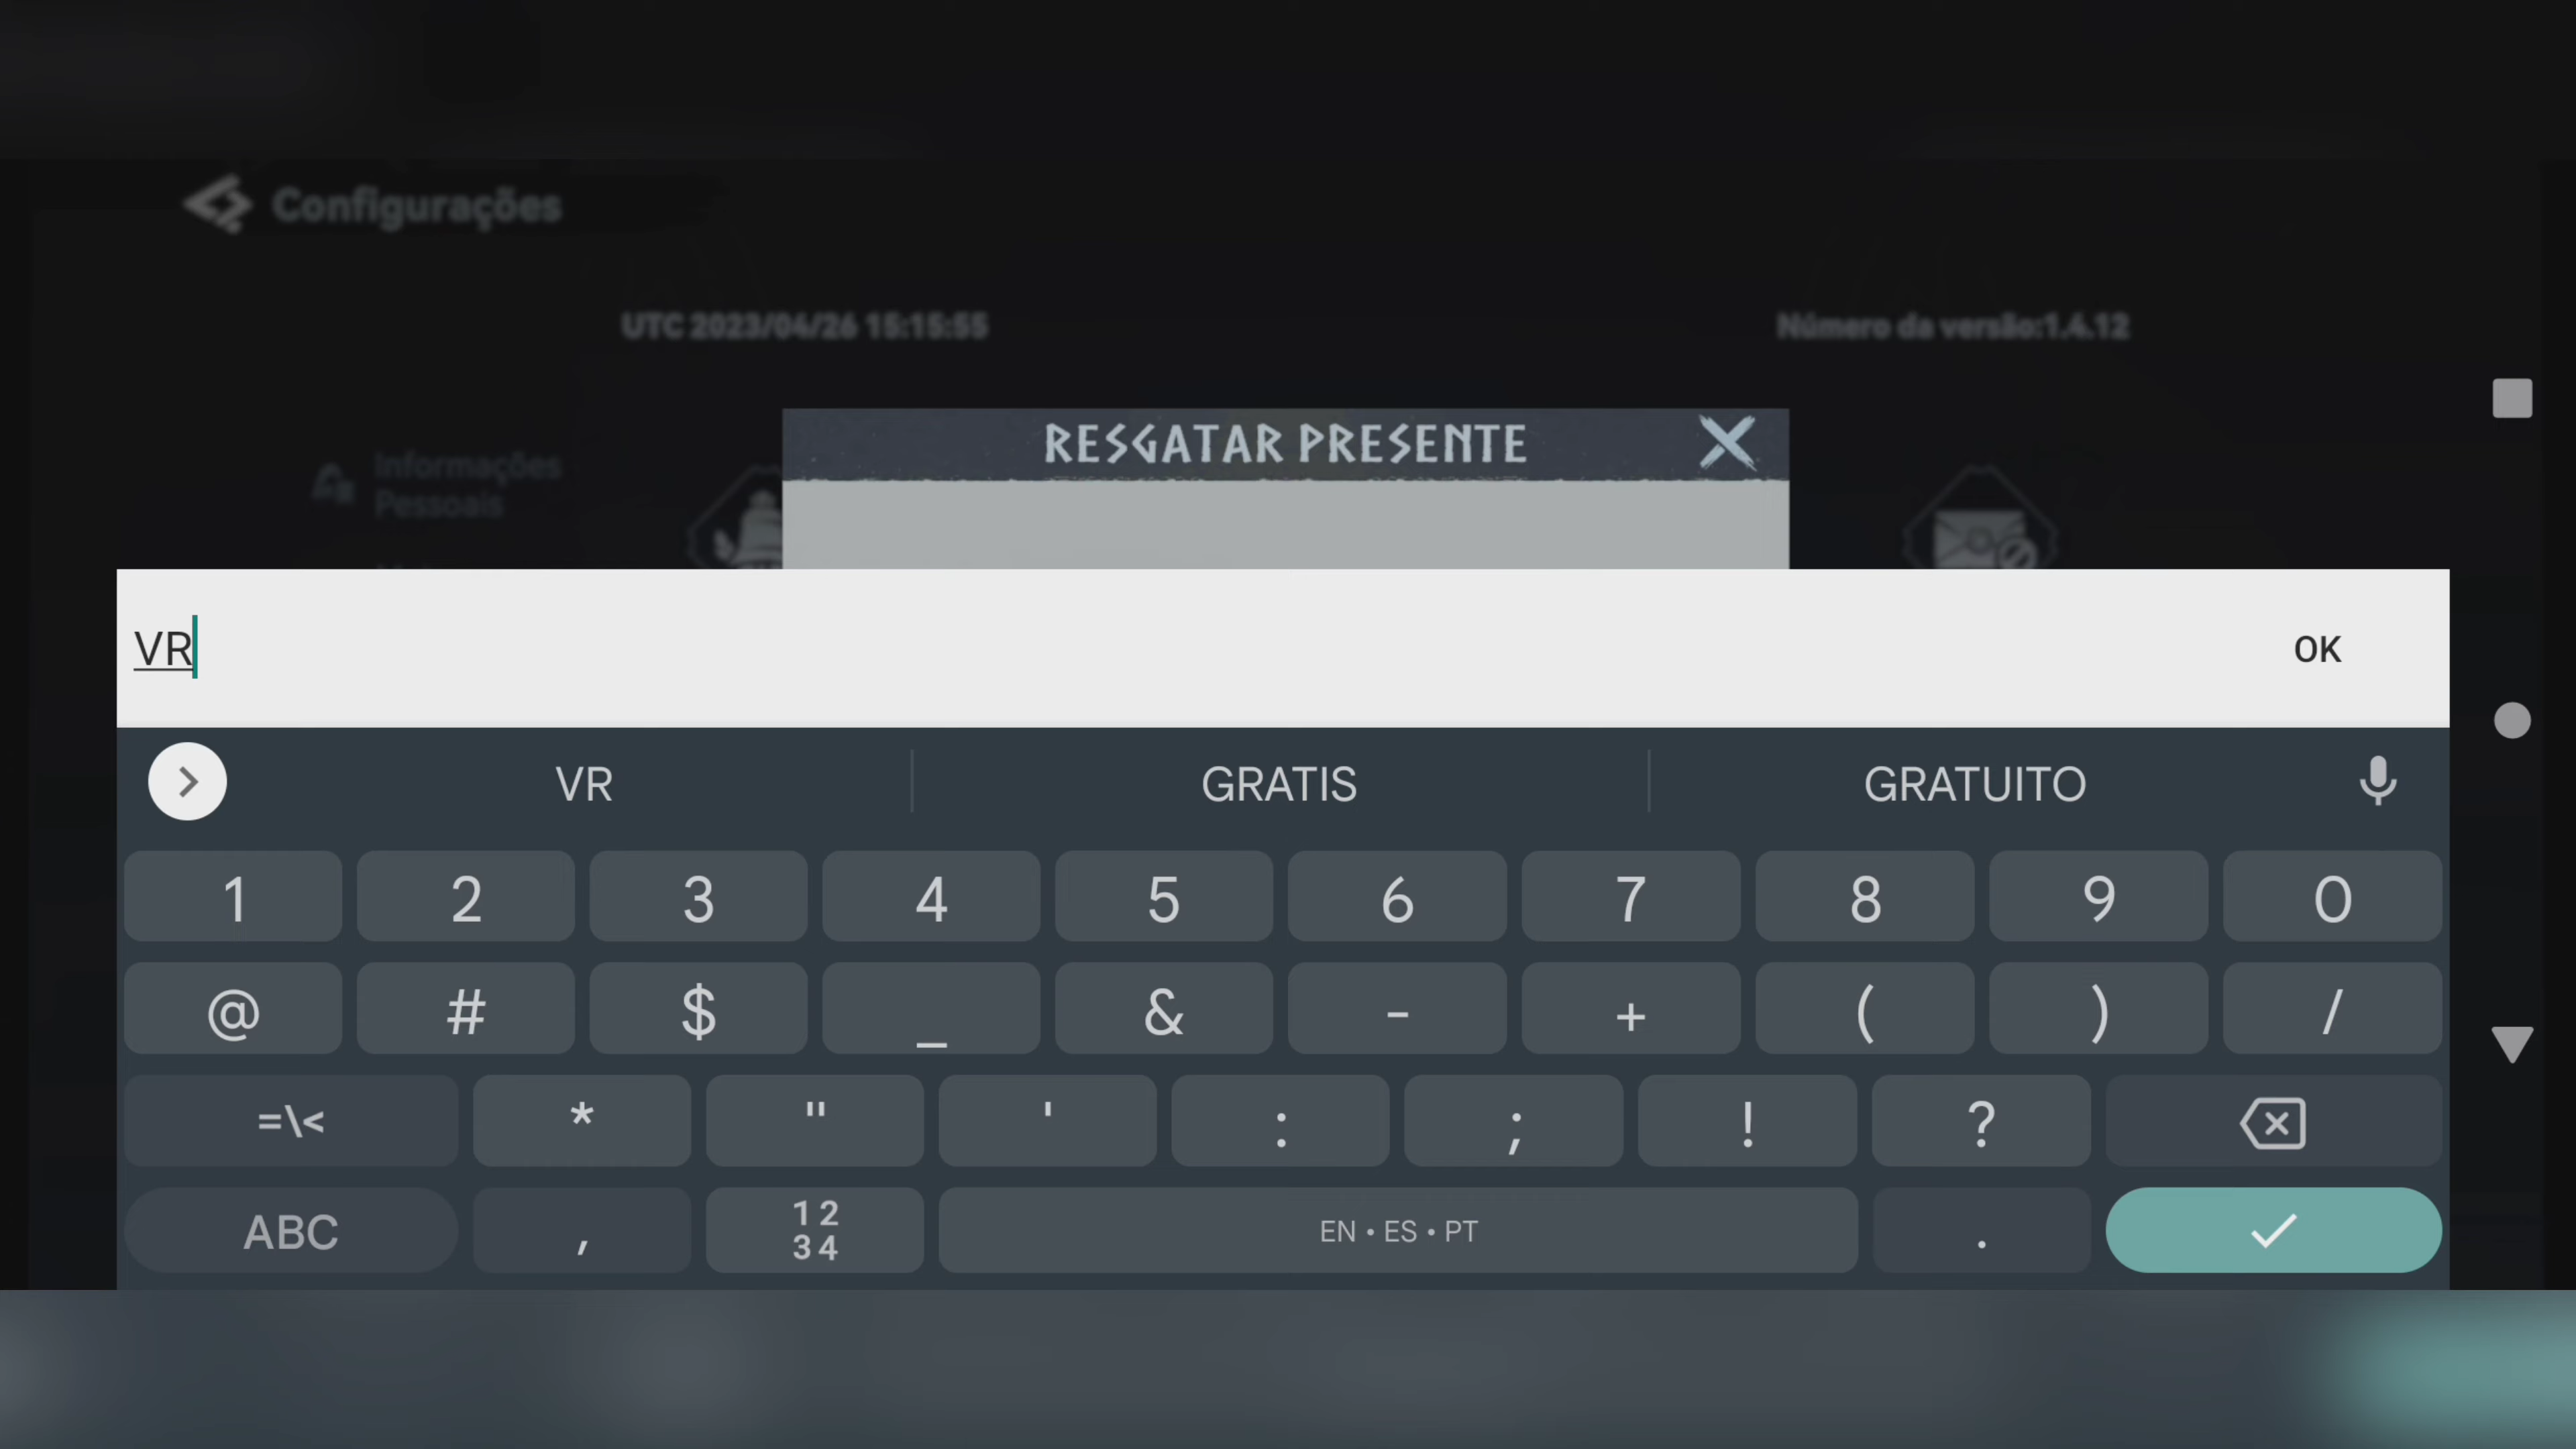 Configurações
UTC 2023/04/26 15:15:55
Número da versão:1.4.12
RESGATAR PRESENTE
Informações
Pessoais
VR
OK
VR
GRATIS
GRATUITO
1 2 3 4 5 6 7 8 9 0
@ # $ _ & - + ( ) /
=\< * " ' : ; ! ?
ABC , 12
34 EN • ES • PT .